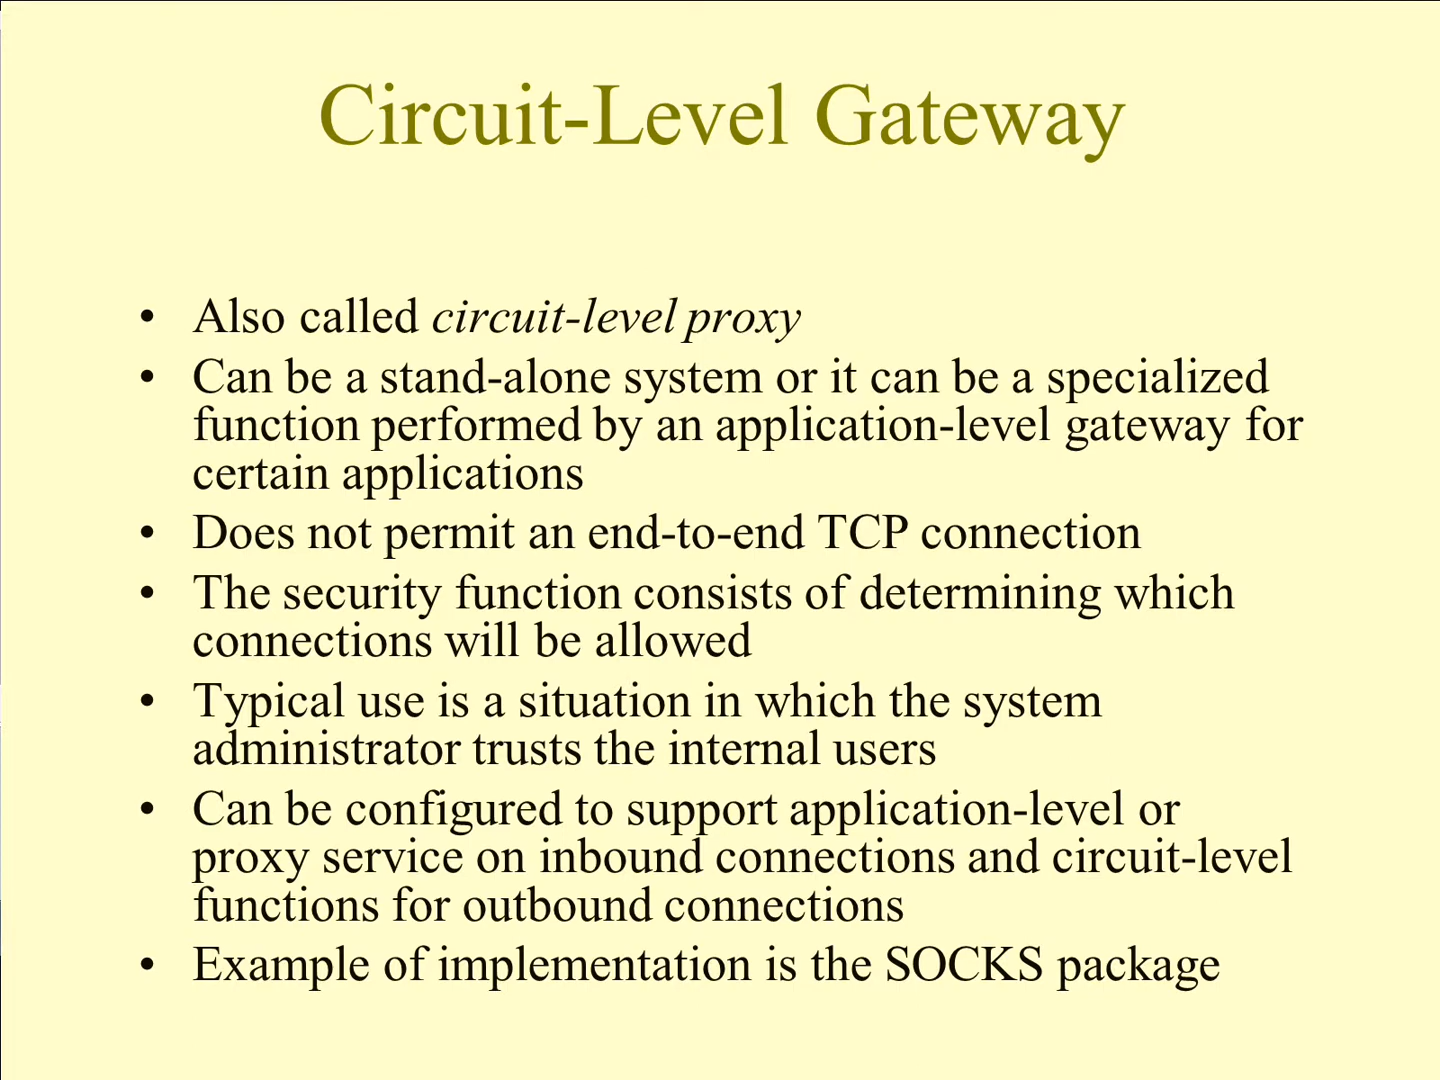 Circuit-Level Gateway
• Also called circuit-level proxy
• Can be a stand-alone system or it can be a specialized
function performed by an application-level gateway for
certain applications
• Does not permit an end-to-end TCP connection
• The security function consists of determining which
connections will be allowed
• Typical use is a situation in which the system
administrator trusts the internal users
• Can be configured to support application-level or
proxy service on inbound connections and circuit-level
functions for outbound connections
• Example of implementation is the SOCKS package